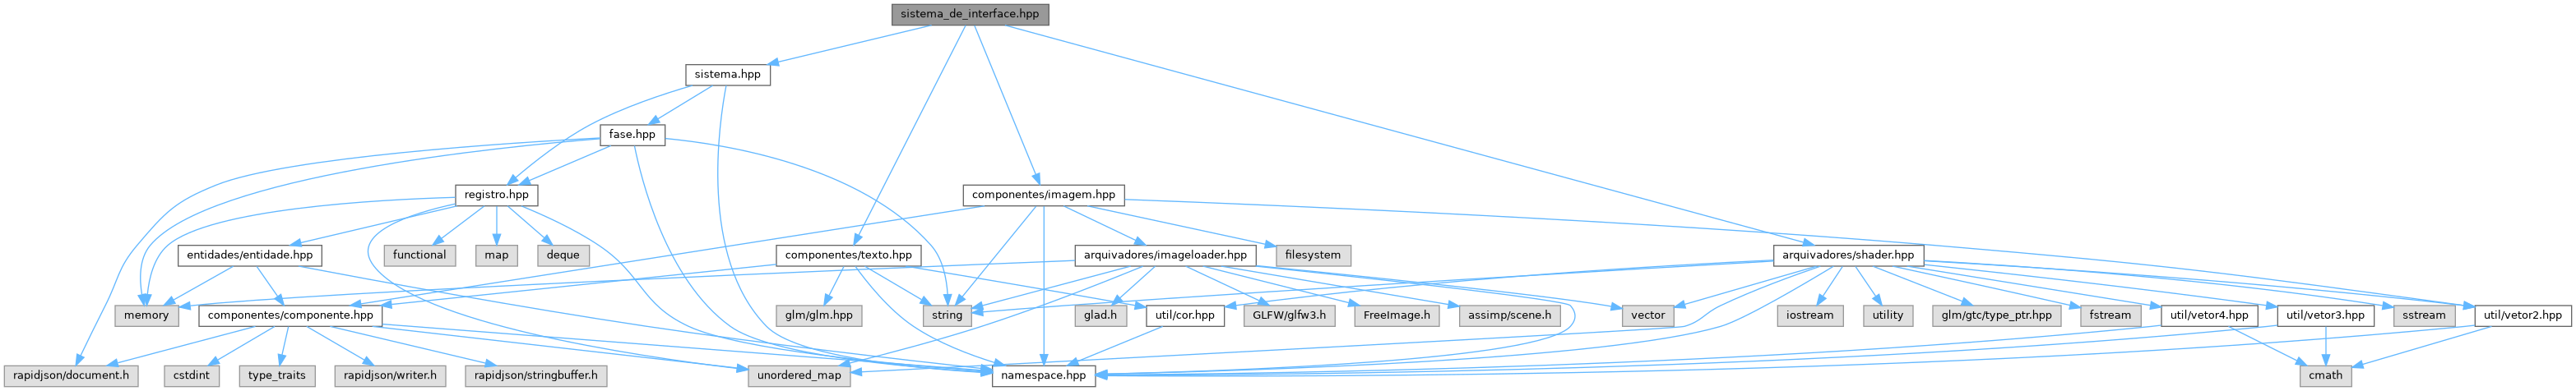 sistema_de_interface.hpp
sistema.hpp
fase.hpp
registro.hpp
componentes/imagem.hpp
entidades/entidade.hpp
functional
map
deque
componentes/texto.hpp
arquivadores/imageloader.hpp
filesystem
arquivadores/shader.hpp
memory
componentes/componente.hpp
glm/glm.hpp
string
glad.h
util/cor.hpp
GLFW/glfw3.h
FreeImage.h
assimp/scene.h
vector
iostream
utility
glm/gtc/type_ptr.hpp
fstream
util/vetor4.hpp
util/vetor3.hpp
sstream
util/vetor2.hpp
rapidjson/document.h
cstdint
type_traits
rapidjson/writer.h
rapidjson/stringbuffer.h
unordered_map
namespace.hpp
cmath